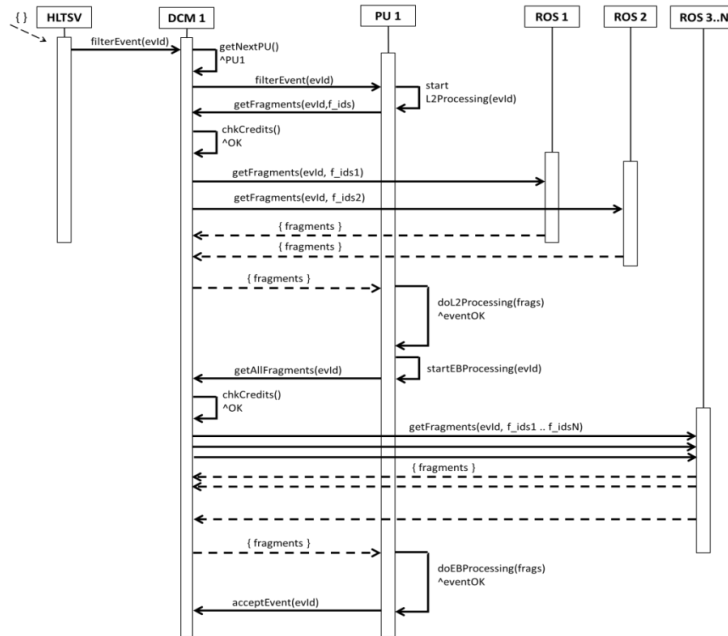 { }
HLTSV
DCM 1
PU 1
ROS 1
ROS 2
ROS 3..N
filterEvent(evId)
getNextPU()
^PU1
filterEvent(evId)
start
L2Processing(evId)
getFragments(evId,f_ids)
chkCredits()
^OK
getFragments(evId, f_ids1)
getFragments(evId, f_ids2)
{ fragments }
{ fragments }
{ fragments }
doL2Processing(frags)
^eventOK
startEBProcessing(evId)
getAllFragments(evId)
chkCredits()
^OK
getFragments(evId, f_ids1 .. f_idsN)
{ fragments }
{ fragments }
doEBProcessing(frags)
^eventOK
acceptEvent(evId)